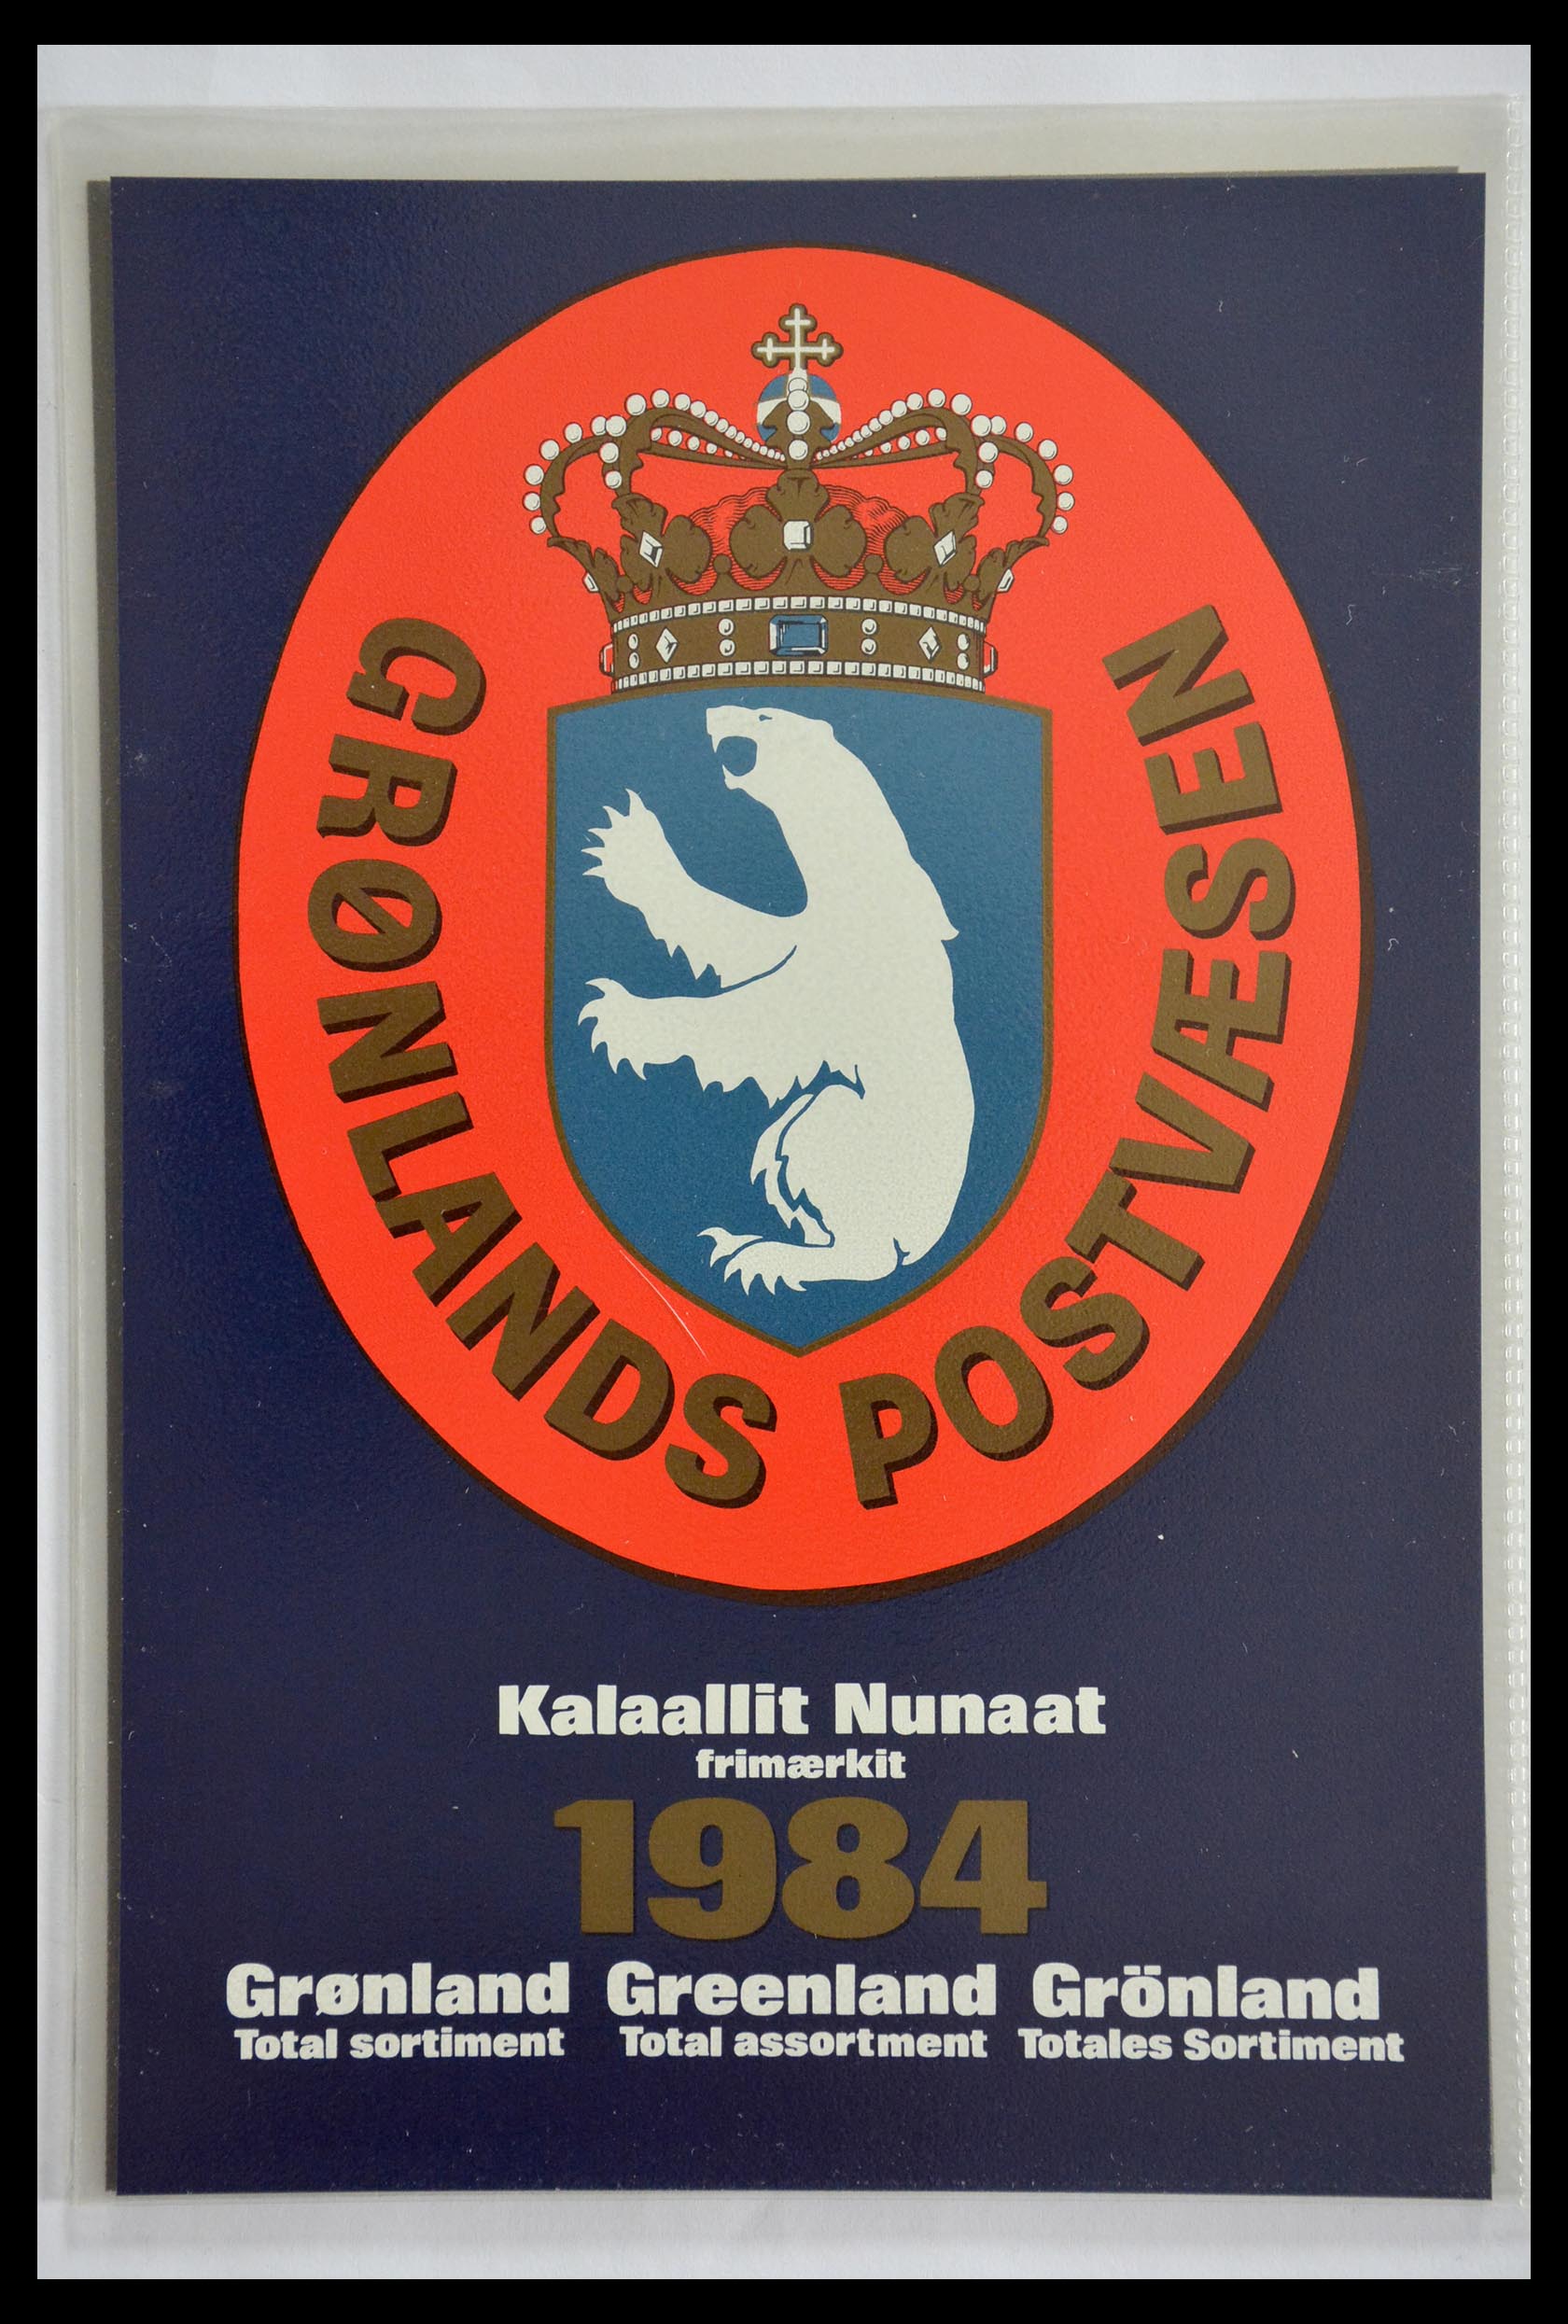 GRØNLANDS POSTVÆSEN
Kalaallit Nunaat
frimærkit
1984
Grønland Greenland Grönland
Total sortiment Total assortment Totales Sortiment